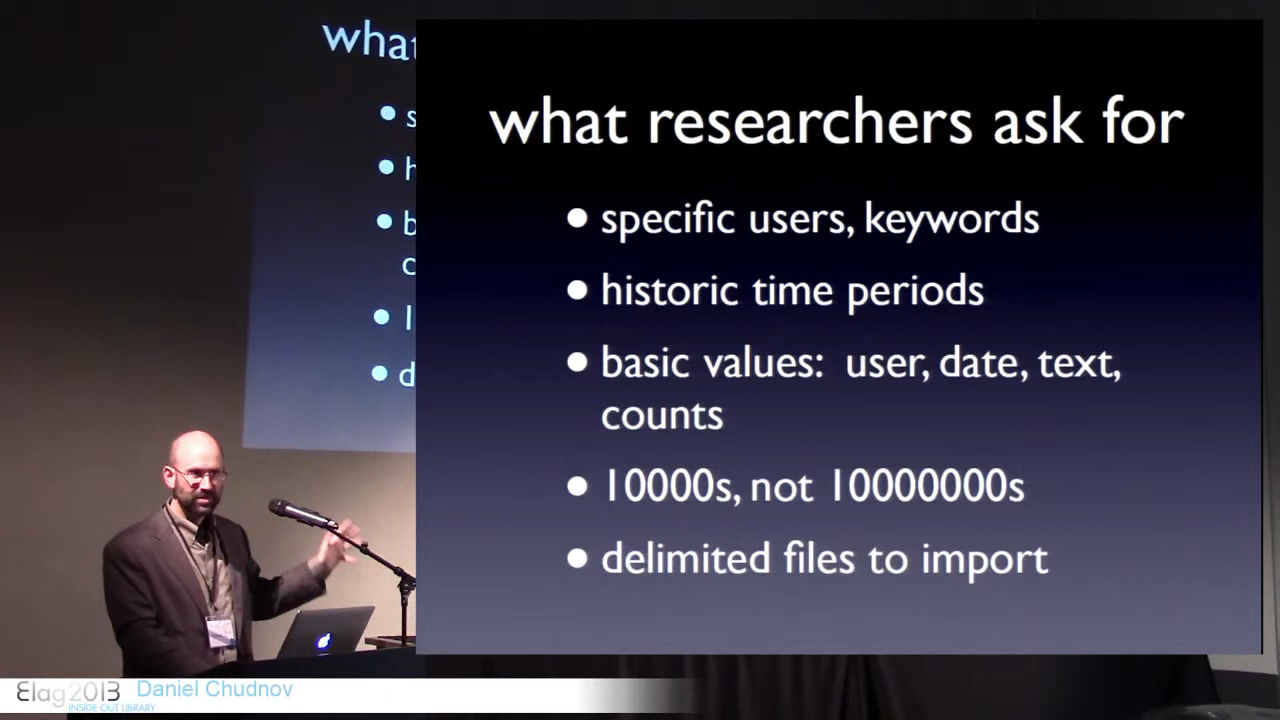 what
• s
• h
• b
c
• l
• d
what researchers ask for
• specific users, keywords
• historic time periods
• basic values: user, date, text,
counts
• 10000s, not 10000000s
• delimited files to import
Elag2013 Daniel Chudnov
INSIDE OUT LIBRARY